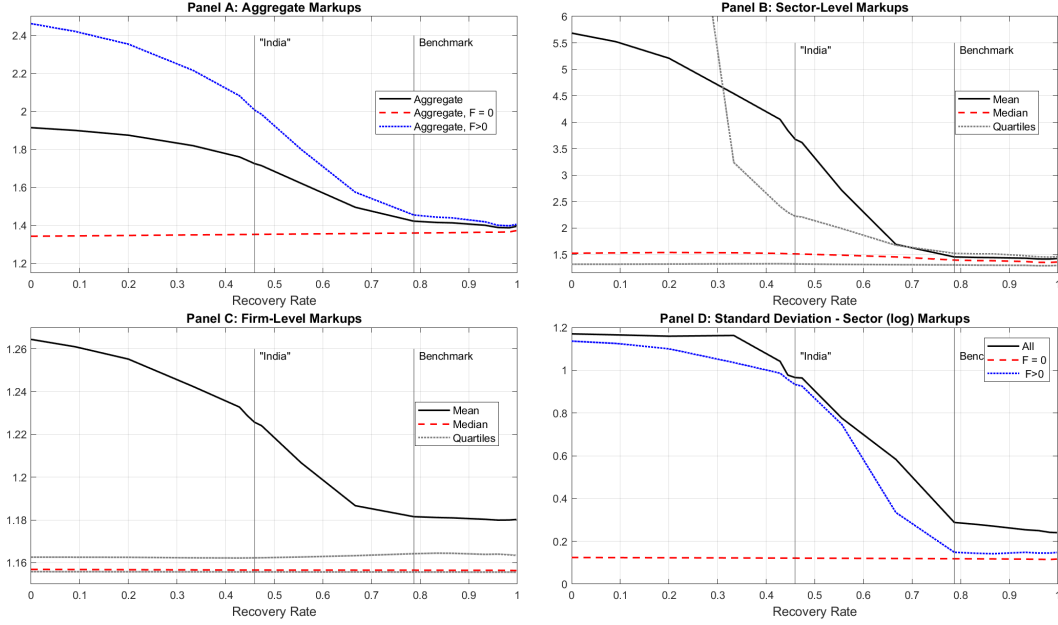 Panel A: Aggregate Markups
2.4
2.2
2
1.8
1.6
1.4
1.2
"India"
Benchmark
Aggregate
Aggregate, F = 0
Aggregate, F>0
0 0.1 0.2 0.3 0.4 0.5 0.6 0.7 0.8 0.9 1
Recovery Rate
Panel B: Sector-Level Markups
6
5.5
5
4.5
4
3.5
3
2.5
2
1.5
"India"
Benchmark
Mean
Median
Quartiles
0 0.1 0.2 0.3 0.4 0.5 0.6 0.7 0.8 0.9 1
Recovery Rate
Panel C: Firm-Level Markups
1.26
1.24
1.22
1.2
1.18
1.16
"India"
Benchmark
Mean
Median
Quartiles
0 0.1 0.2 0.3 0.4 0.5 0.6 0.7 0.8 0.9 1
Recovery Rate
Panel D: Standard Deviation - Sector (log) Markups
1.2
1
0.8
0.6
0.4
0.2
0
"India"
Benc
All
F = 0
F>0
0 0.1 0.2 0.3 0.4 0.5 0.6 0.7 0.8 0.9 1
Recovery Rate